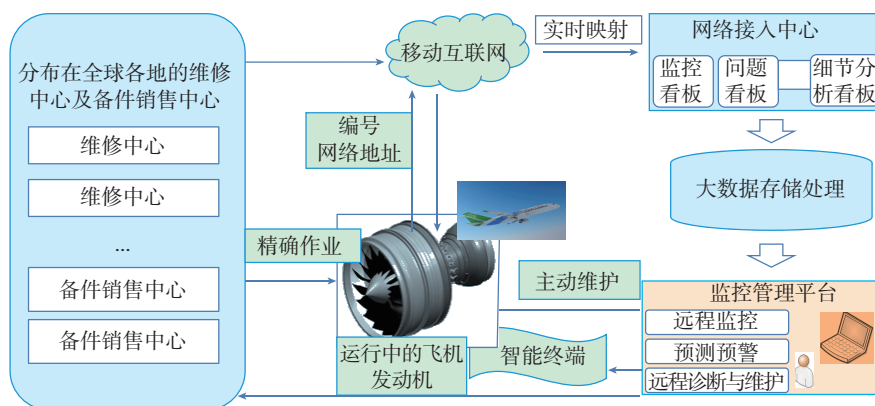 分布在全球各地的维修
中心及备件销售中心
维修中心
维修中心
...
备件销售中心
备件销售中心
移动互联网
实时映射
网络接入中心
监控
看板
问题
看板
细节分
析看板
编号
网络地址
大数据存储处理
精确作业
主动维护
监控管理平台
远程监控
预测预警
远程诊断与维护
运行中的飞机
发动机
智能终端